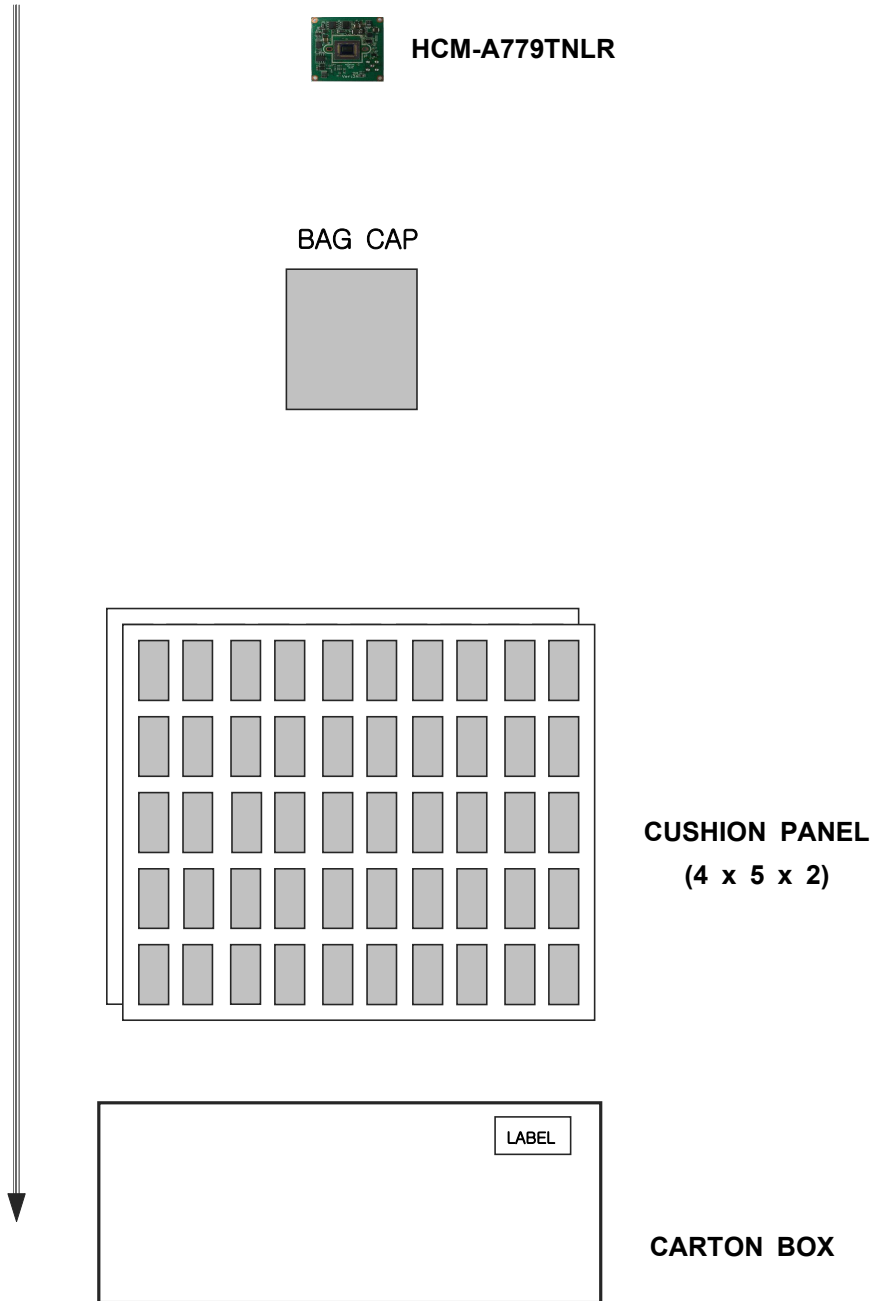 HCM-A779TNLR
BAG CAP
CUSHION PANEL
(4 x 5 x 2)
LABEL
CARTON BOX